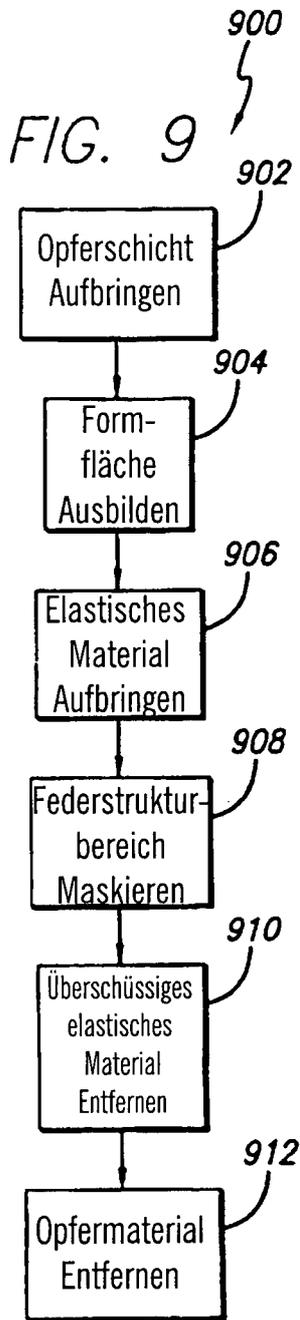 900
FIG. 9
902
Opferschicht
Aufbringen
904
Form-
fläche
Ausbilden
906
Elastisches
Material
Aufbringen
908
Federstruktur-
bereich
Maskieren
910
Überschüssiges
elastisches
Material
Entfernen
912
Opfermaterial
Entfernen